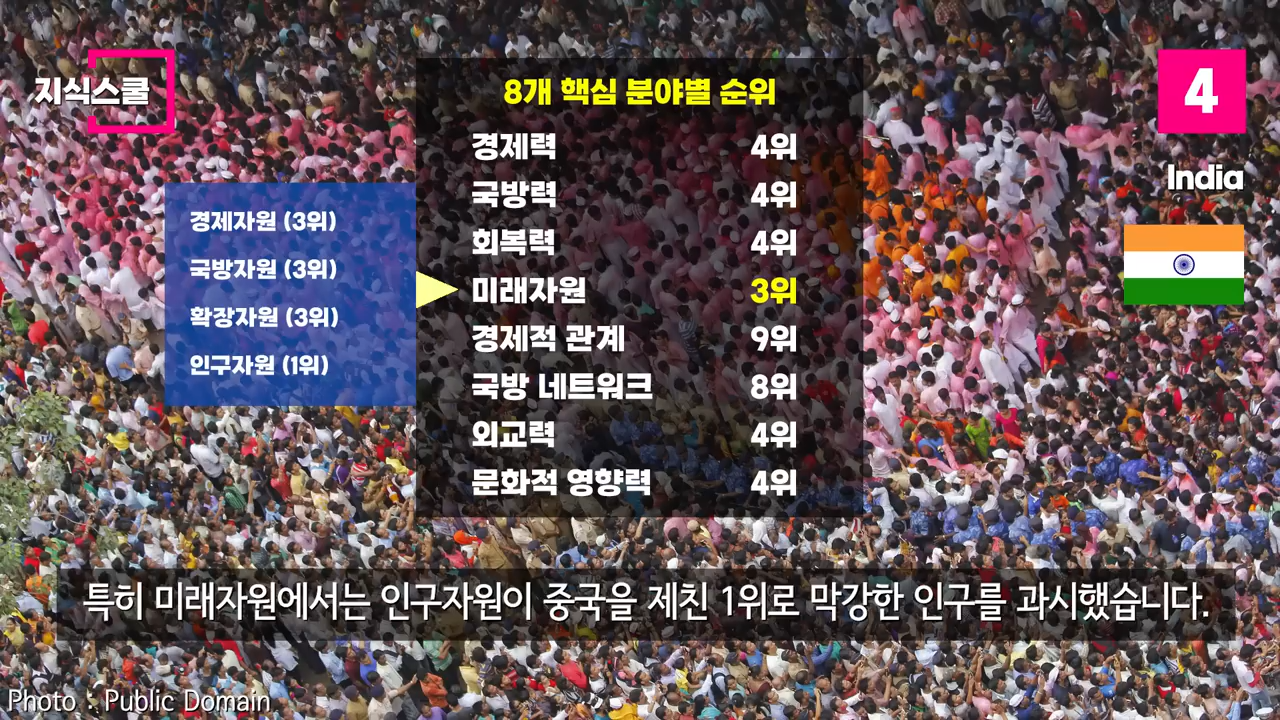 지식스쿨
4
India
8개 핵심 분야별 순위
경제력 4위
국방력 4위
회복력 4위
미래자원 3위
경제적 관계 9위
국방 네트워크 8위
외교력 4위
문화적 영향력 4위
경제자원 (3위)
국방자원 (3위)
확장자원 (3위)
인구자원 (1위)
특히 미래자원에서는 인구자원이 중국을 제친 1위로 막강한 인구를 과시했습니다.
Photo : Public Domain